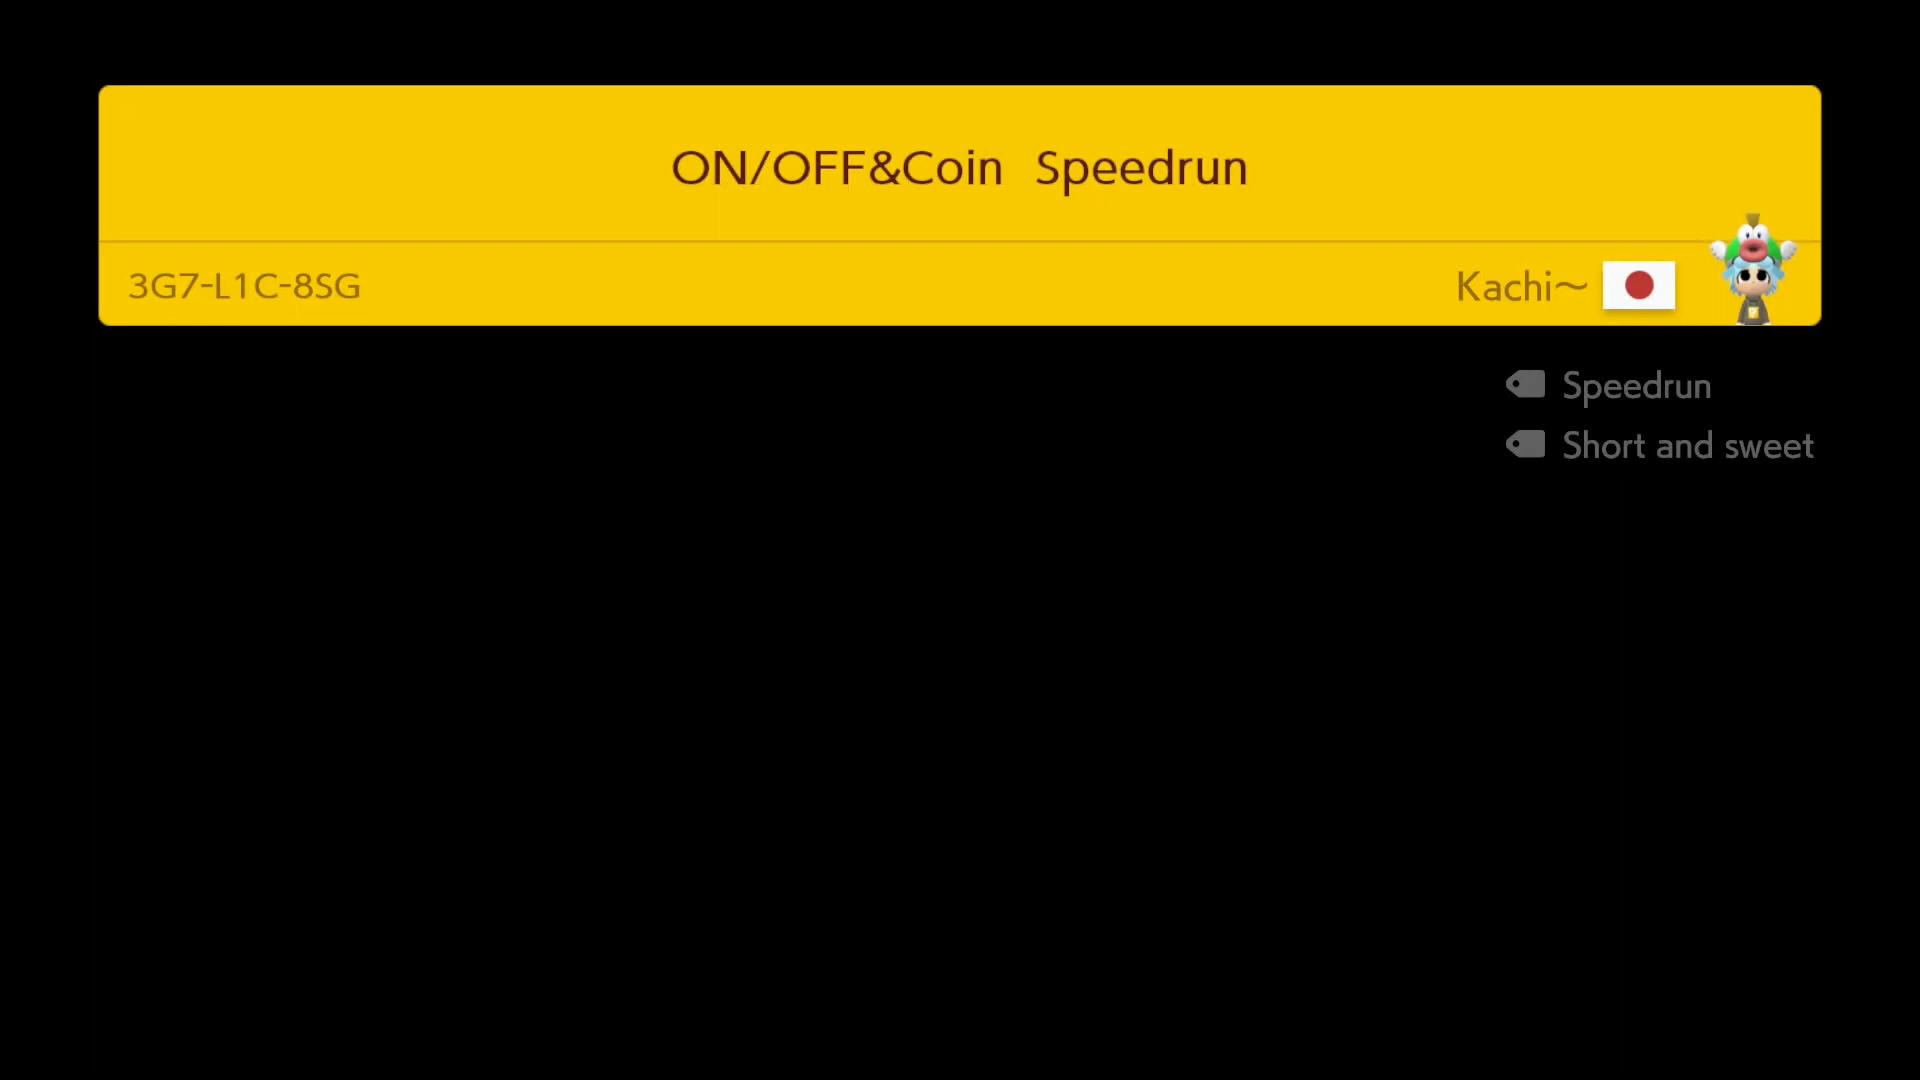 ON/OFF&Coin Speedrun
3G7-L1C-8SG
Kachi～
Speedrun
Short and sweet